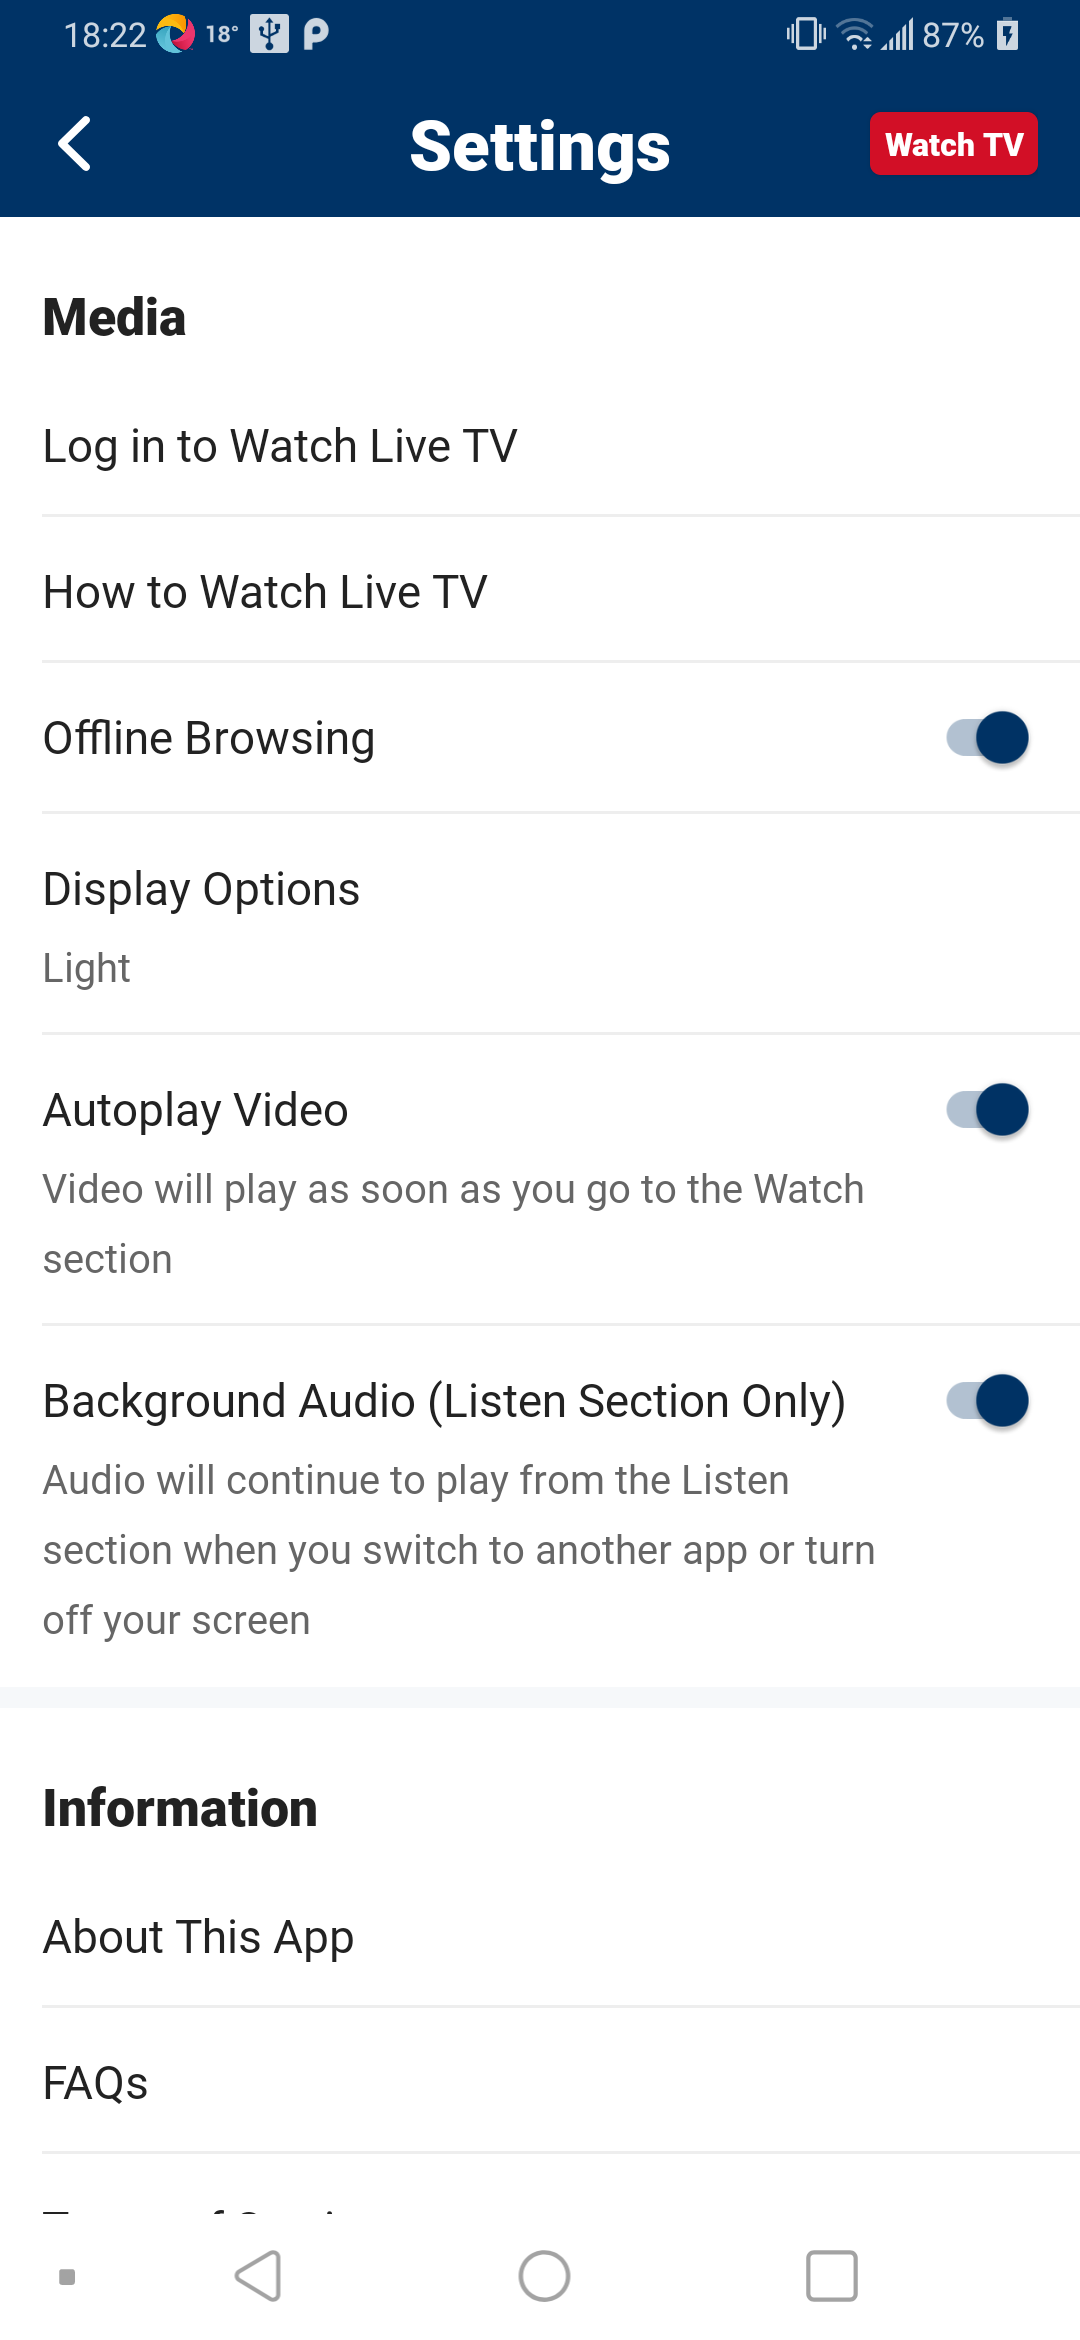 18:22 18° 87%
Settings
Watch TV
Media
Log in to Watch Live TV
How to Watch Live TV
Offline Browsing
Display Options
Light
Autoplay Video
Video will play as soon as you go to the Watch
section
Background Audio (Listen Section Only)
Audio will continue to play from the Listen
section when you switch to another app or turn
off your screen
Information
About This App
FAQs